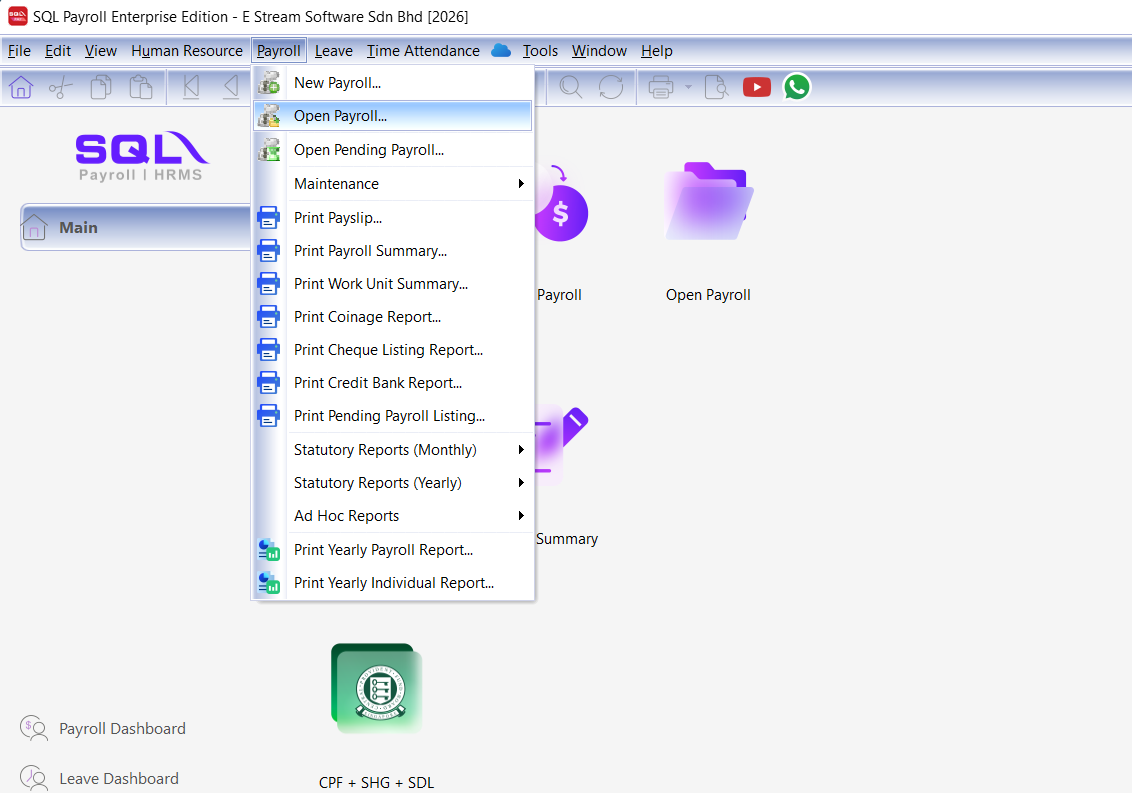 SQL Payroll Enterprise Edition - E Stream Software Sdn Bhd [2026]
File Edit View Human Resource Payroll Leave Time Attendance Tools Window Help
New Payroll...
Open Payroll...
Open Pending Payroll...
Maintenance
Print Payslip...
Print Payroll Summary...
Print Work Unit Summary...
Print Coinage Report...
Print Cheque Listing Report...
Print Credit Bank Report...
Print Pending Payroll Listing...
Statutory Reports (Monthly)
Statutory Reports (Yearly)
Ad Hoc Reports
Print Yearly Payroll Report...
Print Yearly Individual Report...
SQL
Payroll | HRMS
Main
$
Payroll
Open Payroll
Summary
CPF + SHG + SDL
Payroll Dashboard
Leave Dashboard